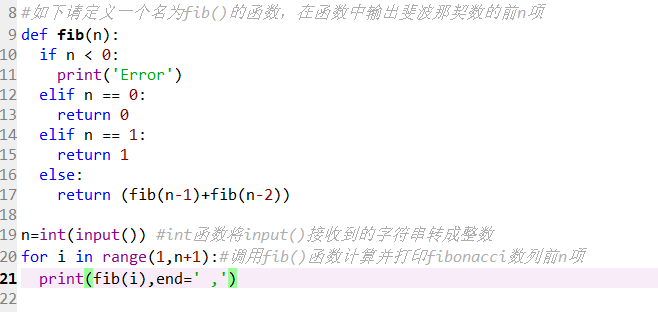 8 #如下请定义一个名为fib()的函数，在函数中输出斐波那契数的前n项
9 def fib(n):
10   if n < 0:
11     print('Error')
12   elif n == 0:
13     return 0
14   elif n == 1:
15     return 1
16   else:
17     return (fib(n-1)+fib(n-2))
18
19 n=int(input()) #int函数将input()接收到的字符串转成整数
20 for i in range(1,n+1):#调用fib()函数计算并打印fibonacci数列前n项
21   print(fib(i),end=' ,')
22